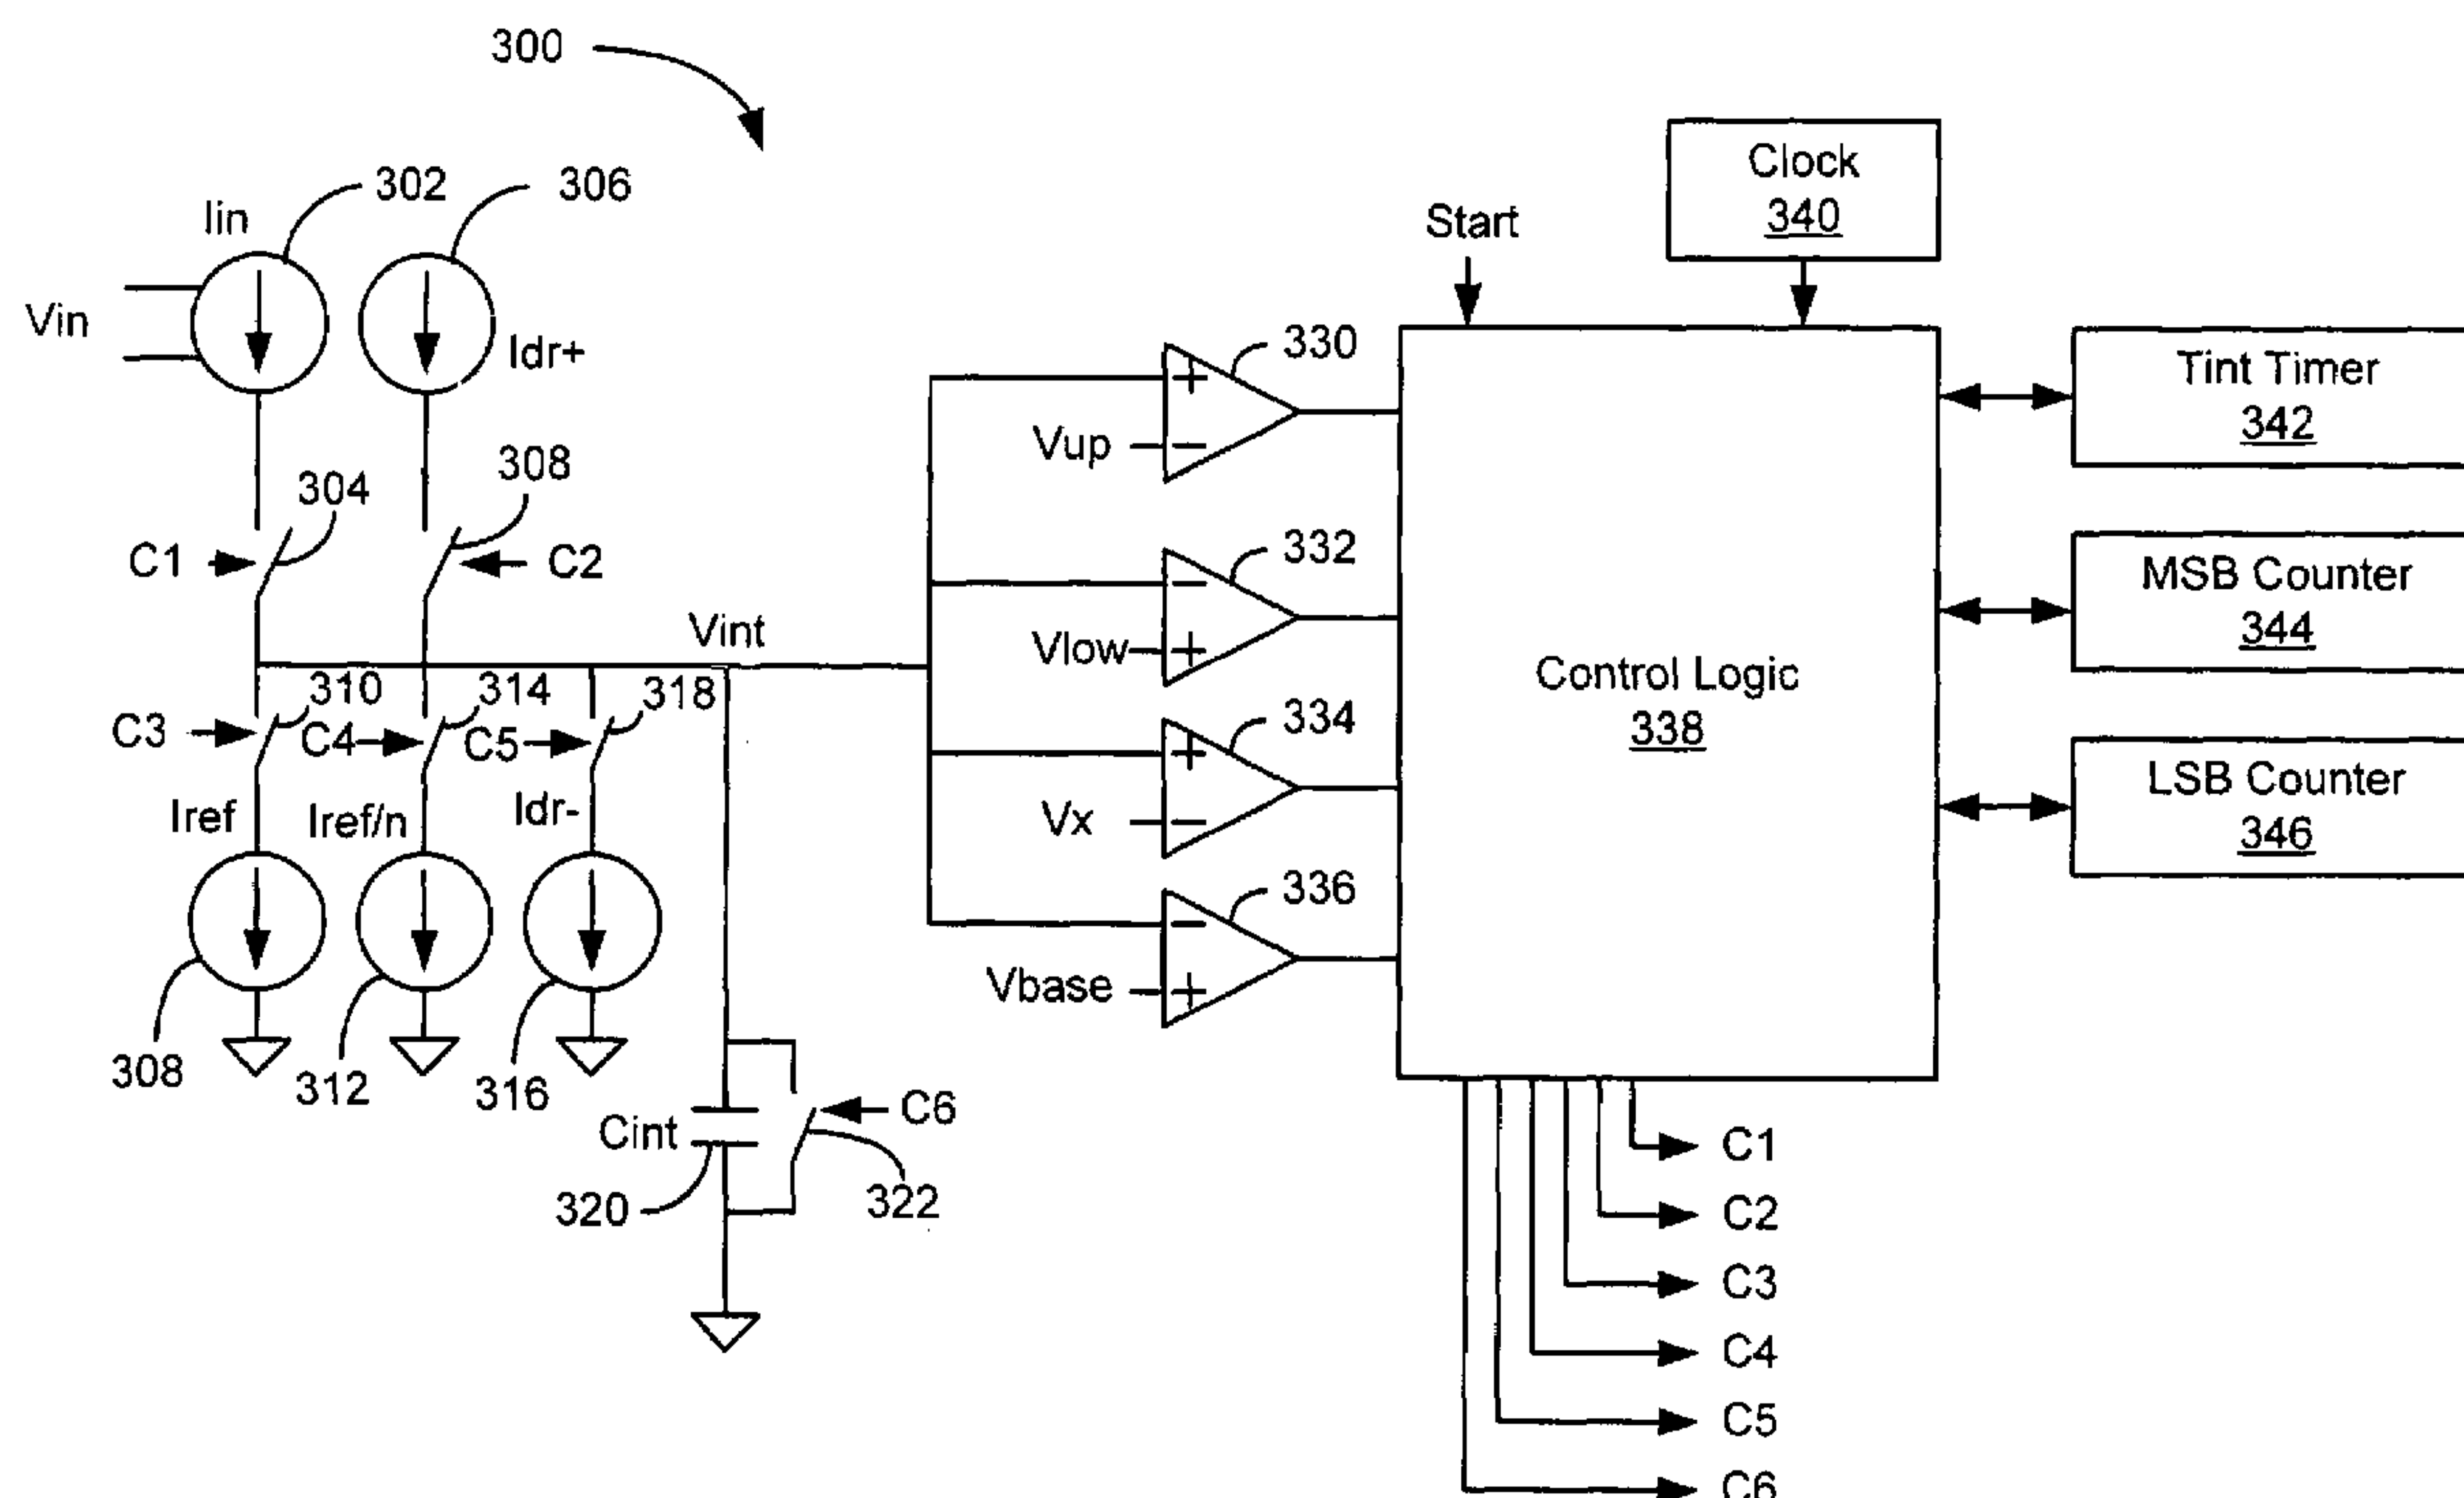 300
302
306
Iin
Vin
Idr+
304
308
C1
C2
Vint
310
314
318
C3
C4
C5
Iref
Iref/n
Idr-
308
312
316
Cint
C6
320
322
Start
Clock
340
330
Vup
332
Vlow
334
Vx
336
Vbase
+
−
−
+
+
−
−
+
Control Logic
338
Tint Timer
342
MSB Counter
344
LSB Counter
346
C1
C2
C3
C4
C5
C6